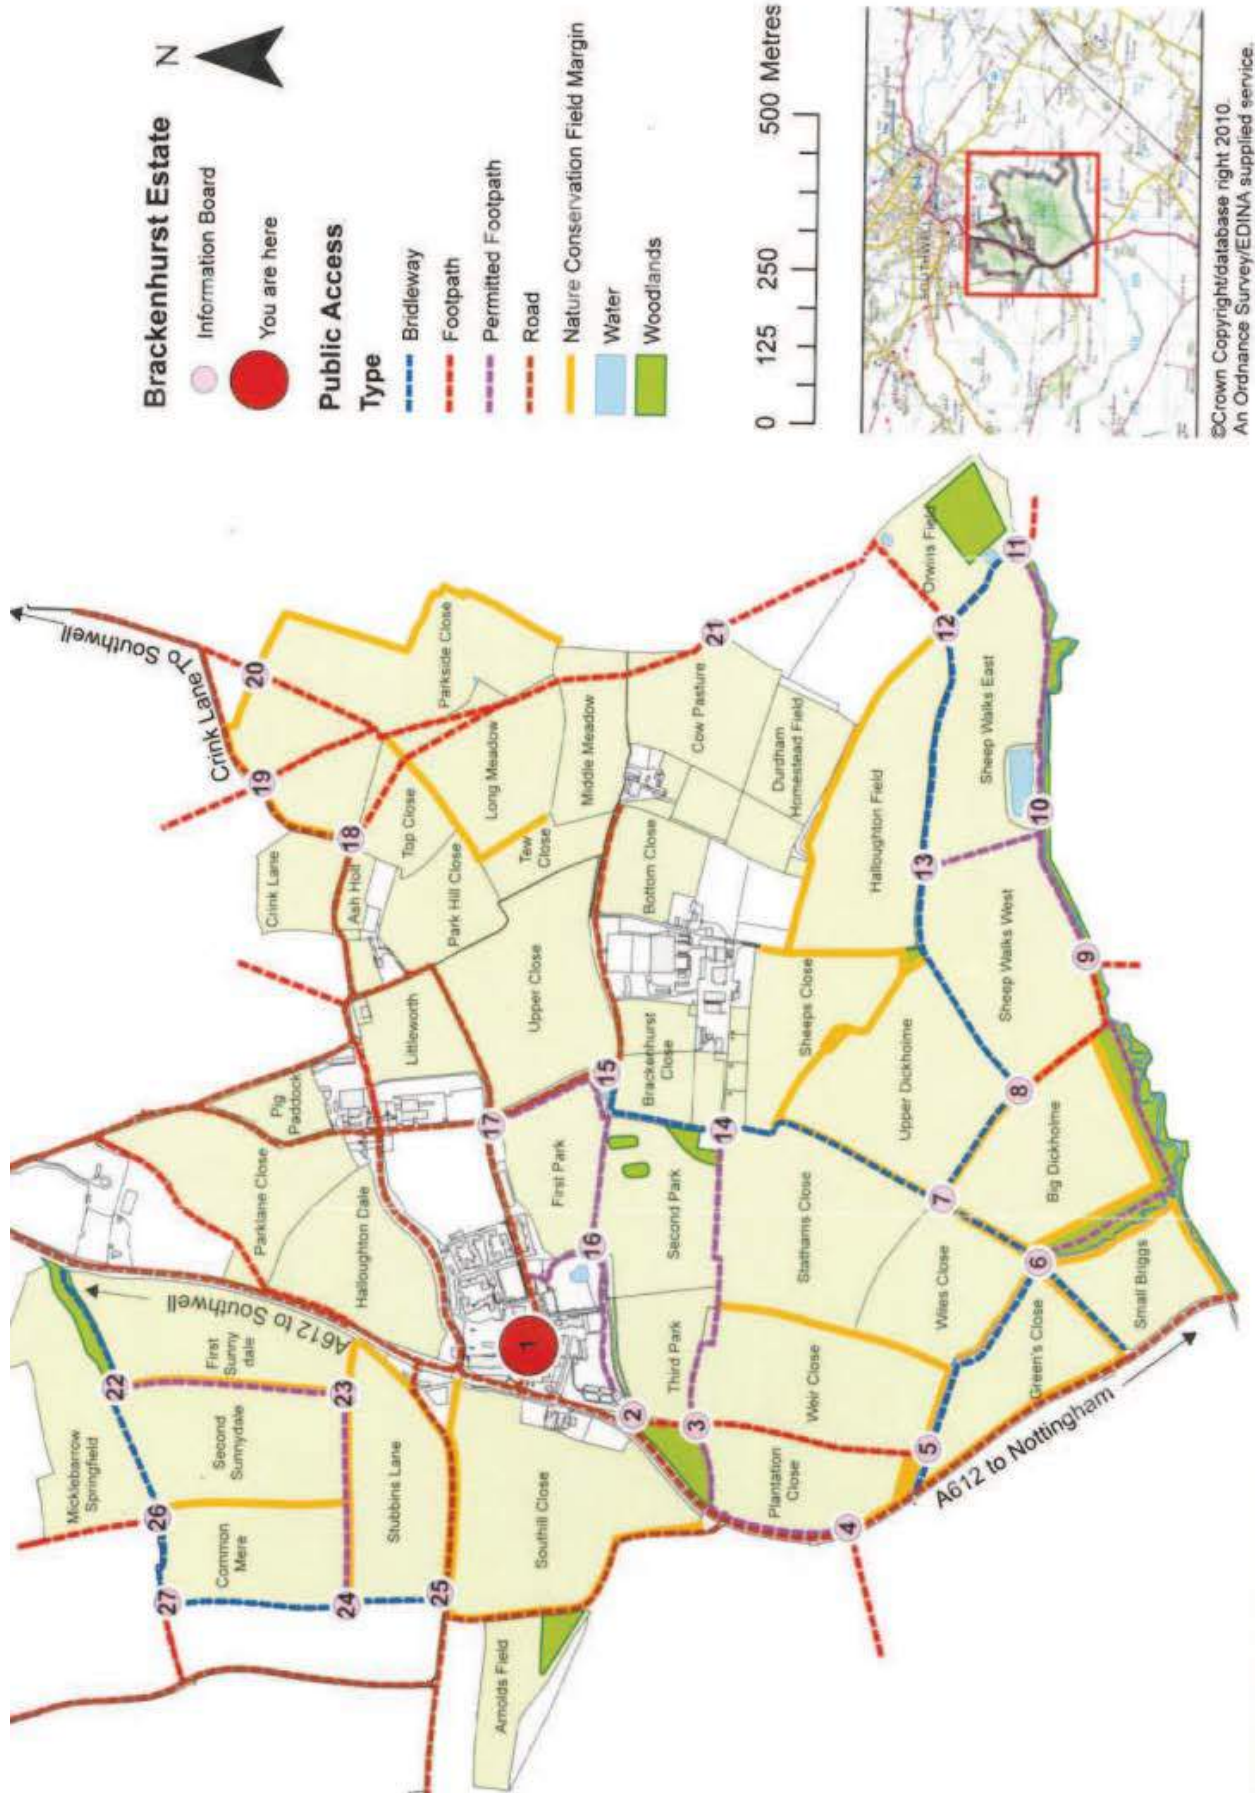 Brackenhurst Estate
N
Information Board
You are here
Public Access
Type
Bridleway
Footpath
Permitted Footpath
Road
Nature Conservation Field Margin
Water
Woodlands
0 125 250 500 Metres
SOUTHWELL
©Crown Copyright/database right 2010.
An Ordnance Survey/EDINA supplied service.
To Southwell
Crink Lane
20
19
18
Crink Lane
Ash Holt
Top Close
Parkside Close
Long Meadow
Park Hill Close
Tew
Close
Middle Meadow
21
Cow Pasture
Durdham
Homestead Field
Bottom Close
Littleworth
Upper Close
Pig
Paddock
Parklane Close
Halloughton Dale
17
15
First Park
16
Brackenhurst
Close
14
Second Park
Third Park
1
2
3
A612 to Southwell
22
23
First
Sunny
dale
Second
Sunnydale
Micklebarrow
Springfield
26
27
Common
Mere
24
25
Stubbins Lane
Southill Close
Arnolds Field
Plantation
Close
4
5
Weir Close
Stathams Close
Wiles Close
Green's Close
Small Briggs
6
7
8
Upper Dickholme
Big Dickholme
Sheeps Close
Halloughton Field
Sheep Walks West
Sheep Walks East
9
10
11
12
13
Orwins Field
A612 to Nottingham